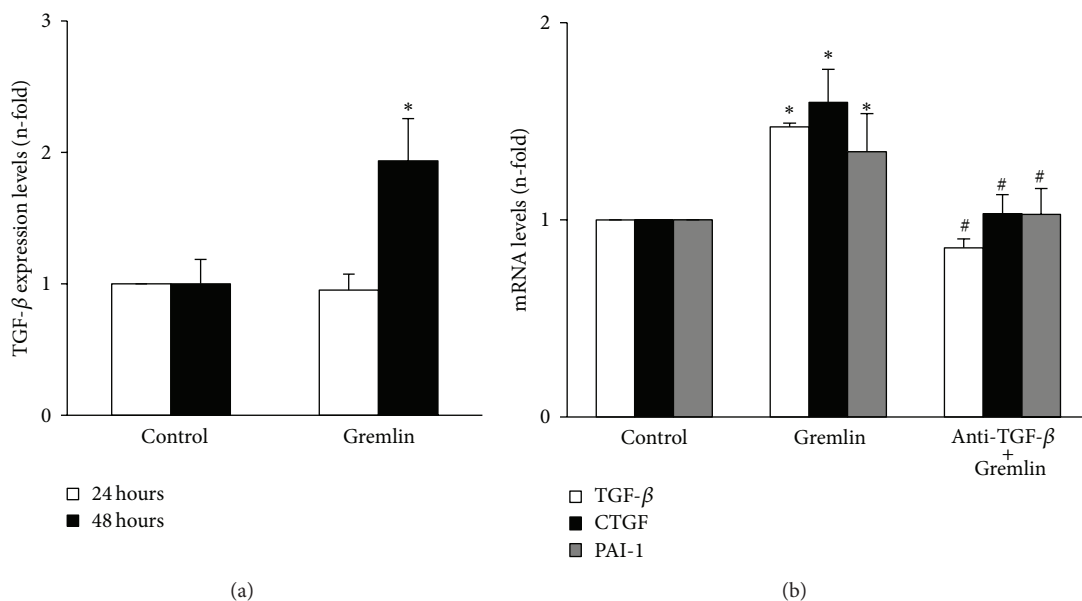 3
2
1
0
TGF-β expression levels (n-fold)
*
Control
Gremlin
24 hours
48 hours
(a)
2
1
0
mRNA levels (n-fold)
*
*
*
#
#
#
Control
Gremlin
Anti-TGF-β
+
Gremlin
TGF-β
CTGF
PAI-1
(b)